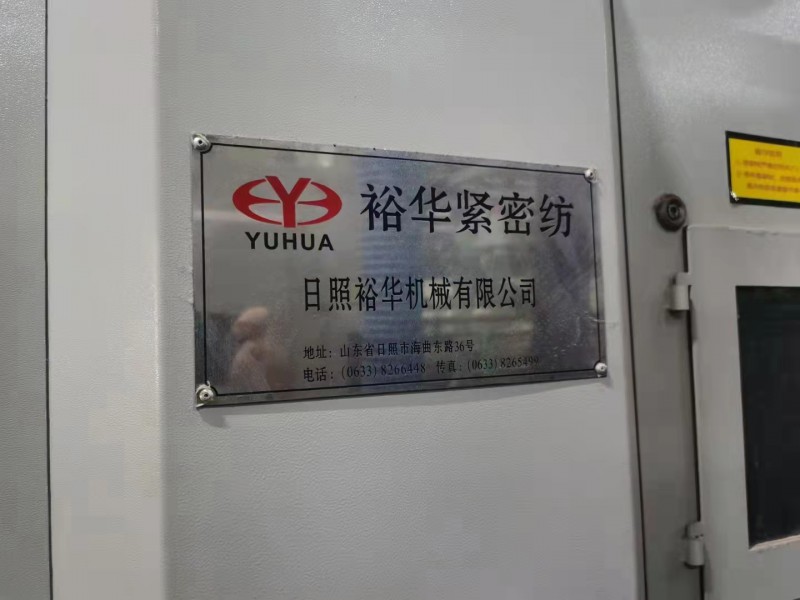 裕华紧密纺
YUHUA
日照裕华机械有限公司
地址：山东省日照市海曲东路36号
电话：(0633) 8266448 传真：(0633) 8265499